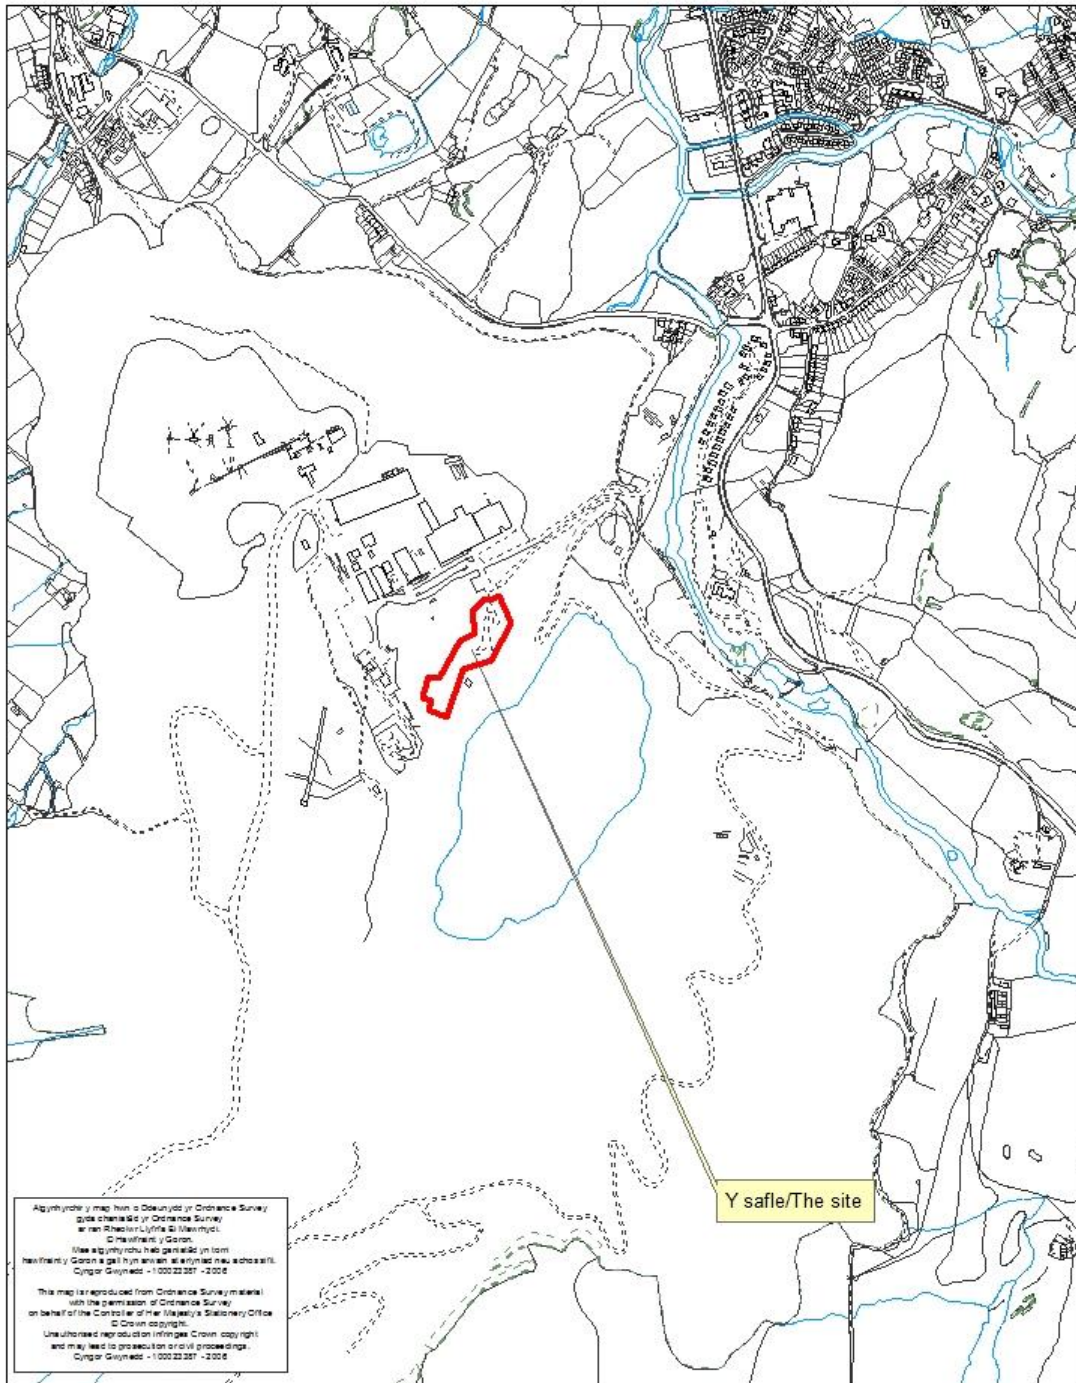 Y safle/The site
Atgynhyrchir y map hwn o Ddeunydd yr Ordnance Survey
gyda chaniatâd yr Ordnance Survey
ar ran Rheolwr Llyfrfa Ei Mawrhydi.
© Hawlfraint y Goron.
Mae atgynhyrchu heb ganiatâd yn torri
hawlfraint y Goron a gall hyn arwain at erlyniad neu achos sifil.
Cyngor Gwynedd - 100023387 - 2008
This map is reproduced from Ordnance Survey material
with the permission of Ordnance Survey
on behalf of the Controller of Her Majesty's Stationery Office
© Crown copyright.
Unauthorised reproduction infringes Crown copyright
and may lead to prosecution or civil proceedings.
Cyngor Gwynedd - 100023387 - 2008